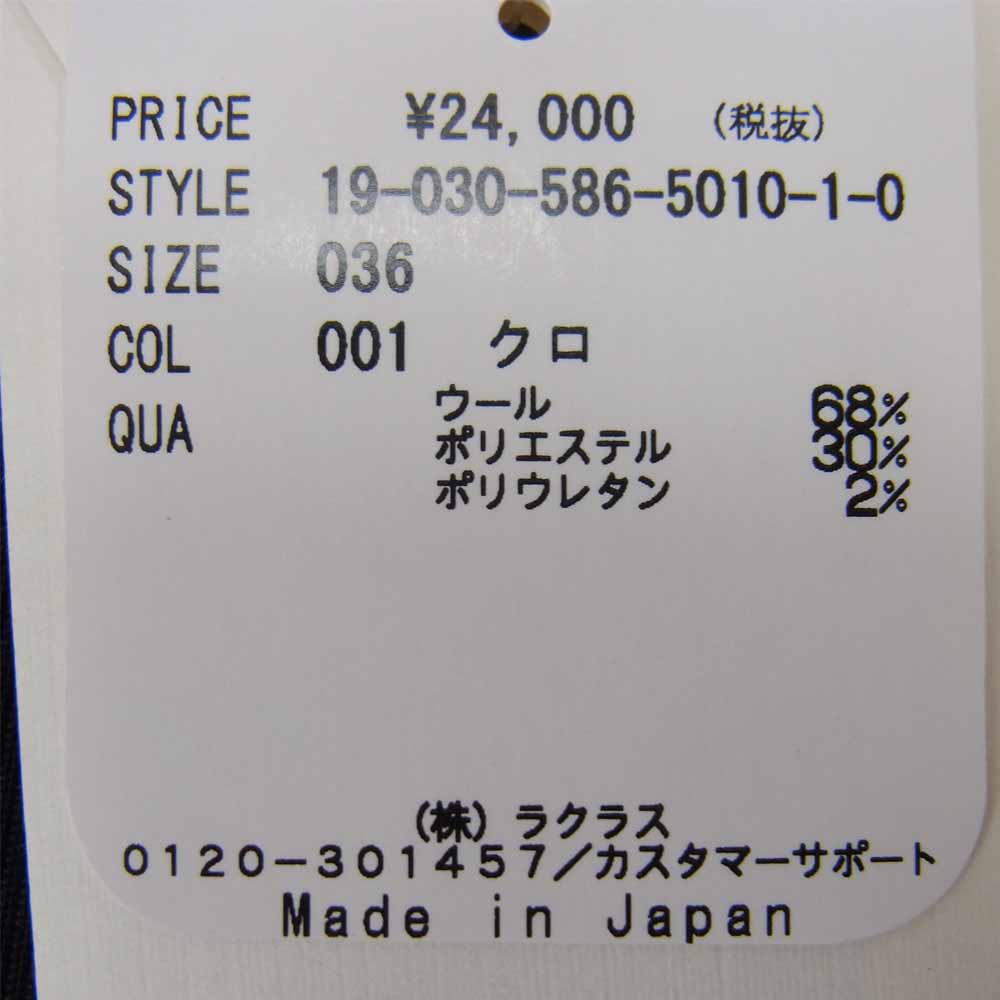 PRICE ¥24,000 (税抜)
STYLE 19-030-586-5010-1-0
SIZE 036
COL 001 クロ
QUA ウール 68%
ポリエステル 30%
ポリウレタン 2%
(株) ラクラス
０１２０－３０１４５７／カスタマーサポート
Made in Japan